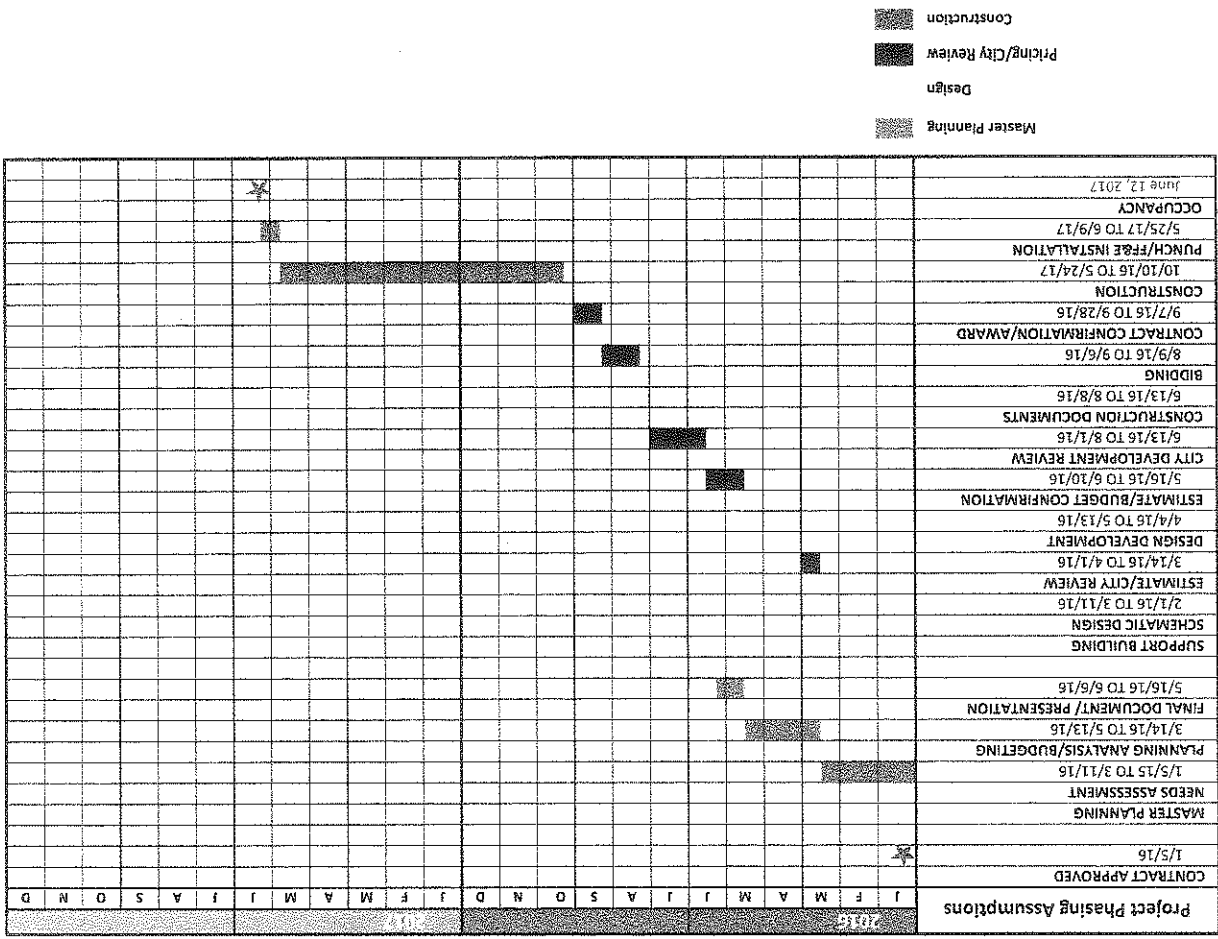 Project Phasing Assumptions
2016
2017
J F M A M J J A S O N D J F M A M J J A S O N D
CONTRACT APPROVED
1/5/16
MASTER PLANNING
NEEDS ASSESSMENT
1/5/15 TO 3/11/16
PLANNING ANALYSIS/BUDGETING
3/14/16 TO 5/13/16
FINAL DOCUMENT/ PRESENTATION
5/16/16 TO 6/6/16
SUPPORT BUILDING
SCHEMATIC DESIGN
2/1/16 TO 3/11/16
ESTIMATE/CITY REVIEW
3/14/16 TO 4/1/16
DESIGN DEVELOPMENT
4/4/16 TO 5/13/16
ESTIMATE/BUDGET CONFIRMATION
5/16/16 TO 6/10/16
CITY DEVELOPMENT REVIEW
6/13/16 TO 8/1/16
CONSTRUCTION DOCUMENTS
6/13/16 TO 8/8/16
BIDDING
8/9/16 TO 9/6/16
CONTRACT CONFIRMATION/AWARD
9/7/16 TO 9/28/16
CONSTRUCTION
10/10/16 TO 5/24/17
PUNCH/FF&E INSTALLATION
5/25/17 TO 6/9/17
OCCUPANCY
June 12, 2017
Master Planning
Design
Pricing/City Review
Construction